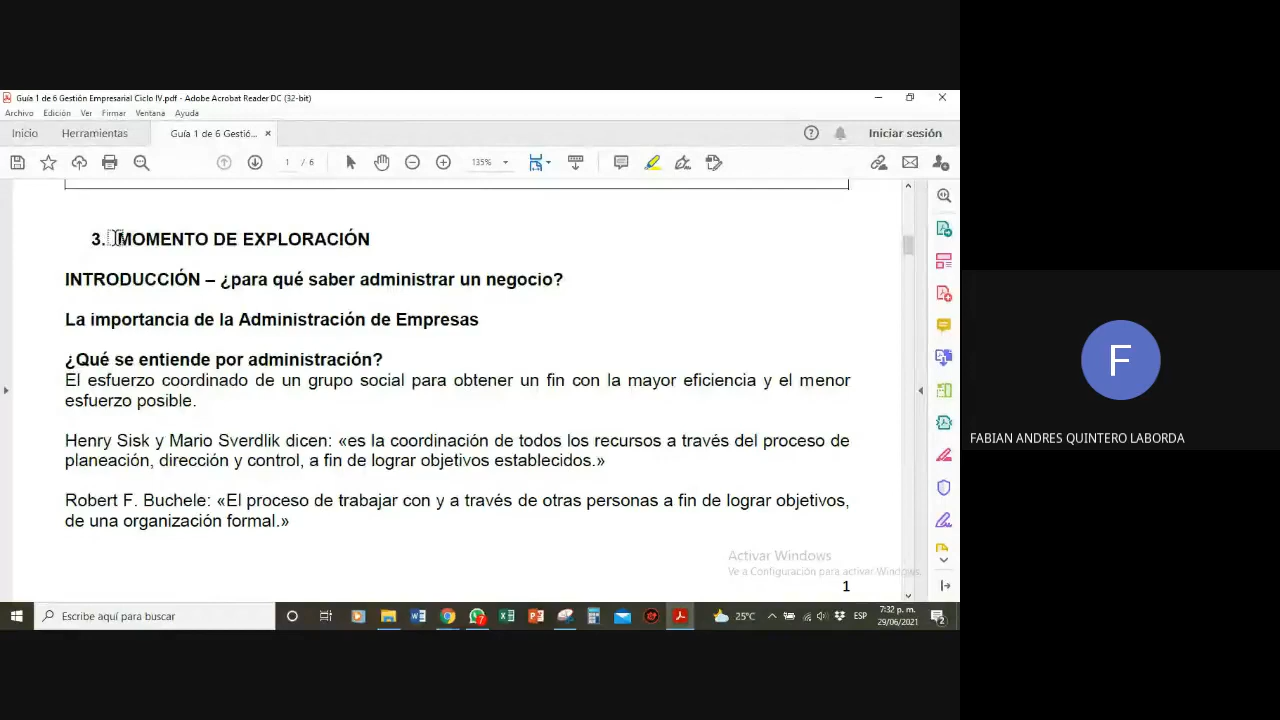 Guía 1 de 6 Gestión Empresarial Ciclo IV.pdf - Adobe Acrobat Reader DC (32-bit)
Archivo Edición Ver Firmar Ventana Ayuda
Inicio Herramientas Guía 1 de 6 Gestió... × Iniciar sesión
1 / 6 135%
3. MOMENTO DE EXPLORACIÓN
INTRODUCCIÓN – ¿para qué saber administrar un negocio?
La importancia de la Administración de Empresas
¿Qué se entiende por administración?
El esfuerzo coordinado de un grupo social para obtener un fin con la mayor eficiencia y el menor
esfuerzo posible.
Henry Sisk y Mario Sverdlik dicen: «es la coordinación de todos los recursos a través del proceso de
planeación, dirección y control, a fin de lograr objetivos establecidos.»
Robert F. Buchele: «El proceso de trabajar con y a través de otras personas a fin de lograr objetivos,
de una organización formal.»
Activar Windows
Ve a Configuración para activar Windows.
1
Escribe aquí para buscar
7
25°C
ESP
7:32 p. m.
29/06/2021
2
F
FABIAN ANDRES QUINTERO LABORDA